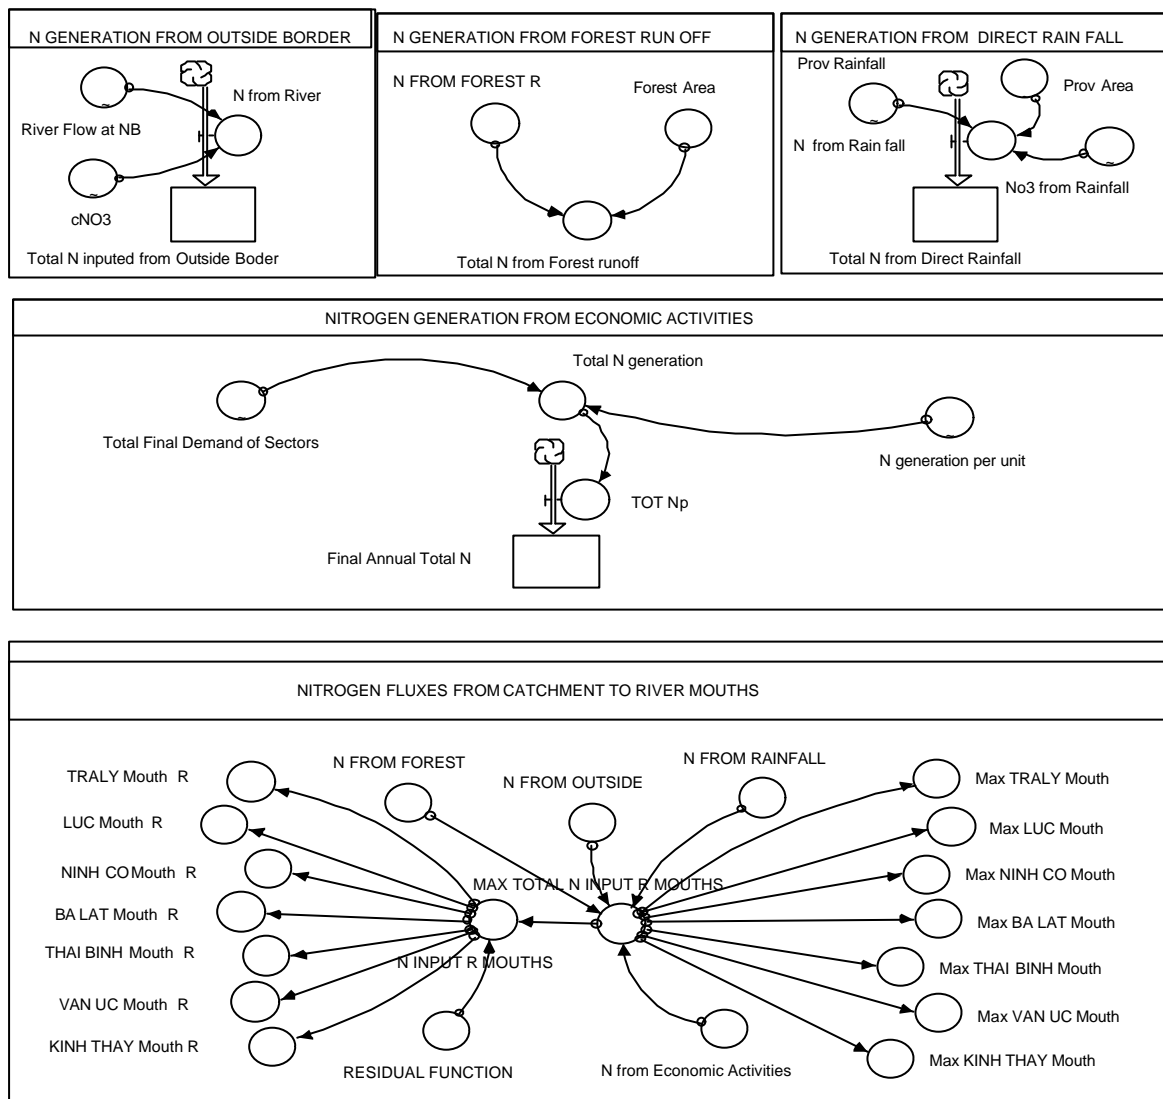 N GENERATION FROM OUTSIDE BORDER
N from River
River Flow at NB
~
~
cNO3
Total N inputed from Outside Boder
N GENERATION FROM FOREST RUN OFF
N FROM FOREST R
Forest Area
Total N from Forest runoff
N GENERATION FROM DIRECT RAIN FALL
Prov Rainfall
Prov Area
~
N from Rain fall
~
No3 from Rainfall
Total N from Direct Rainfall
NITROGEN GENERATION FROM ECONOMIC ACTIVITIES
Total N generation
~
Total Final Demand of Sectors
~
N generation per unit
TOT Np
Final Annual Total N
NITROGEN FLUXES FROM CATCHMENT TO RIVER MOUTHS
N FROM FOREST
N FROM OUTSIDE
N FROM RAINFALL
TRALY Mouth R
LUC Mouth R
NINH CO Mouth R
BA LAT Mouth R
THAI BINH Mouth R
VAN UC Mouth R
KINH THAY Mouth R
MAX TOTAL N INPUT R MOUTHS
N INPUT R MOUTHS
RESIDUAL FUNCTION
N from Economic Activities
Max TRALY Mouth
Max LUC Mouth
Max NINH CO Mouth
Max BA LAT Mouth
Max THAI BINH Mouth
Max VAN UC Mouth
Max KINH THAY Mouth